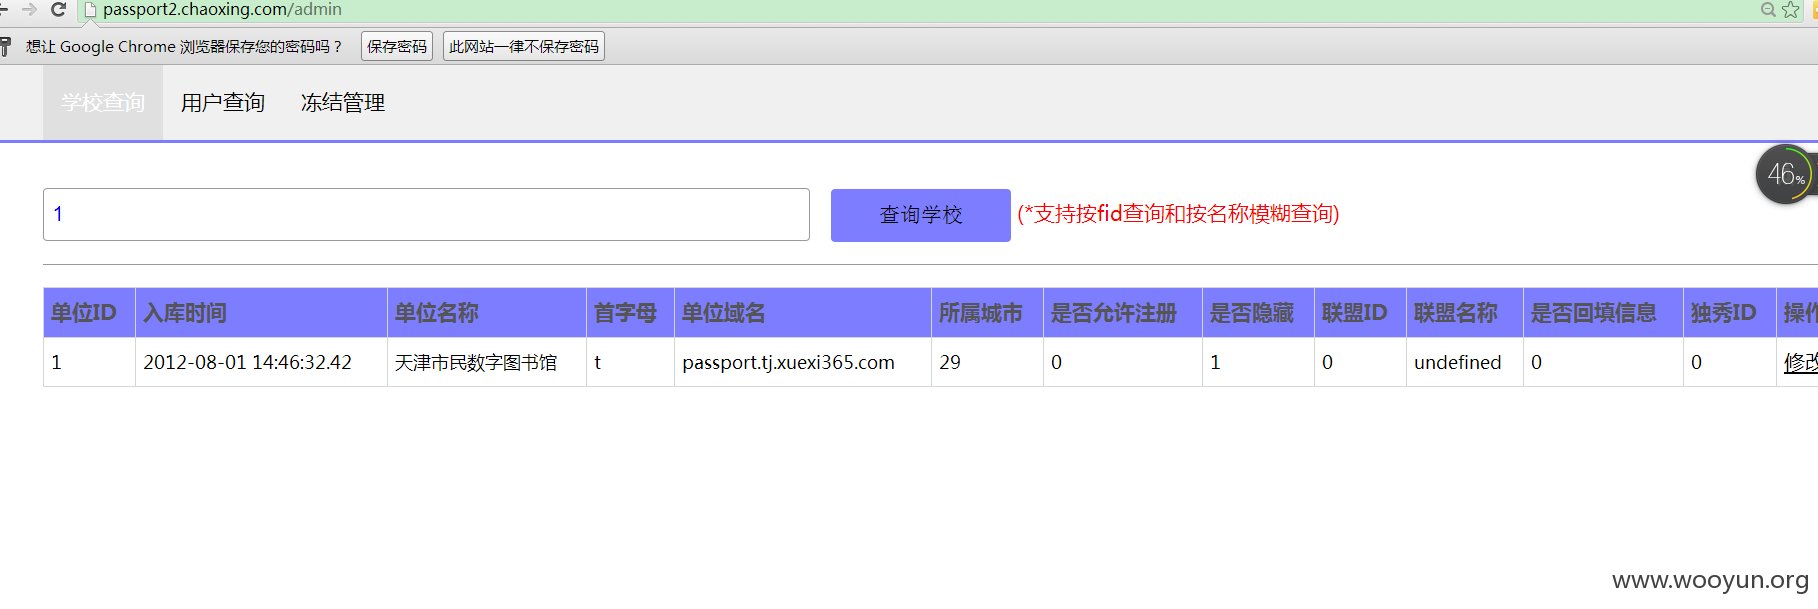 passport2.chaoxing.com/admin
想让 Google Chrome 浏览器保存您的密码吗？ 保存密码 此网站一律不保存密码
学校查询 用户查询 冻结管理
46%
1 查询学校 (*支持按fid查询和按名称模糊查询)
单位ID 入库时间 单位名称 首字母 单位域名 所属城市 是否允许注册 是否隐藏 联盟ID 联盟名称 是否回填信息 独秀ID 操作
1 2012-08-01 14:46:32.42 天津市民数字图书馆 t passport.tj.xuexi365.com 29 0 1 0 undefined 0 0 修改
www.wooyun.org